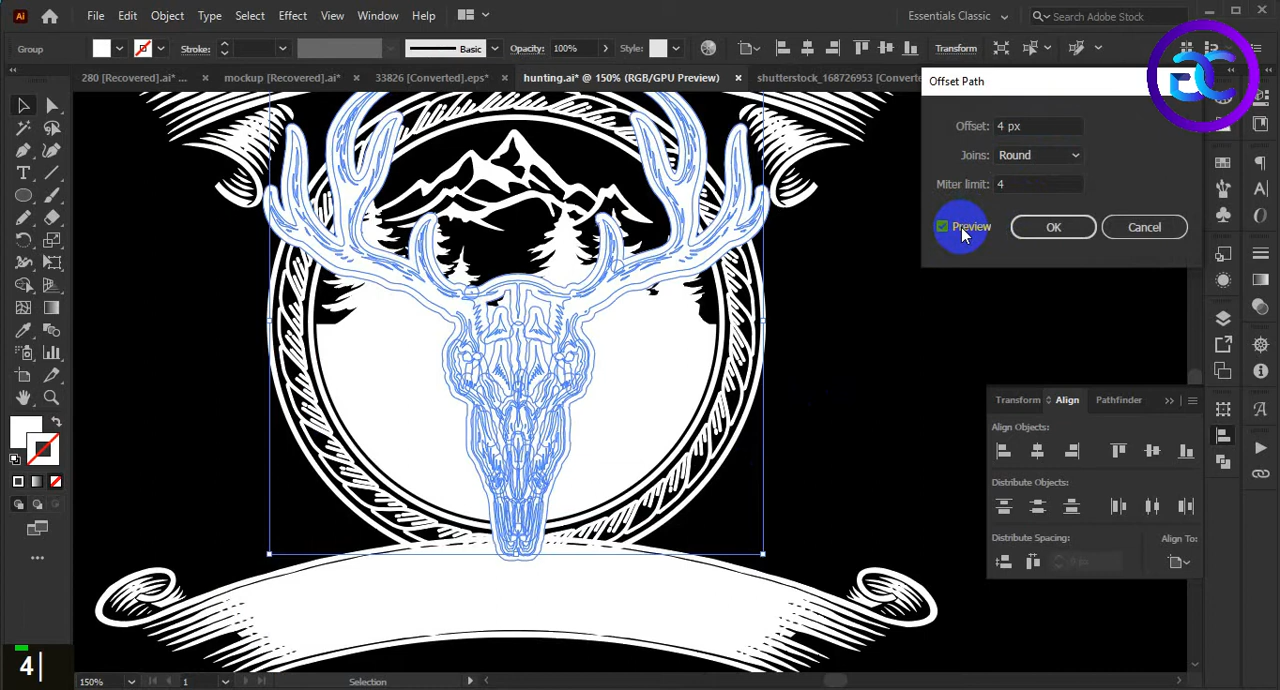 Ai File Edit Object Type Select Effect View Window Help Essentials Classic Search Adobe Stock
Group Stroke: Basic Opacity: 100% Style: Transform
280 [Recovered].ai* ... × mockup [Recovered].ai* × 33826 [Converted].eps* × hunting.ai* @ 150% (RGB/GPU Preview) × shutterstock_168726953 [Converted
Offset Path
Offset: 4 px
Joins: Round
Miter limit: 4
Preview OK Cancel
Transform Align Pathfinder
Align Objects:
Distribute Objects:
Distribute Spacing: Align To:
0 px
4
150% 1 Selection